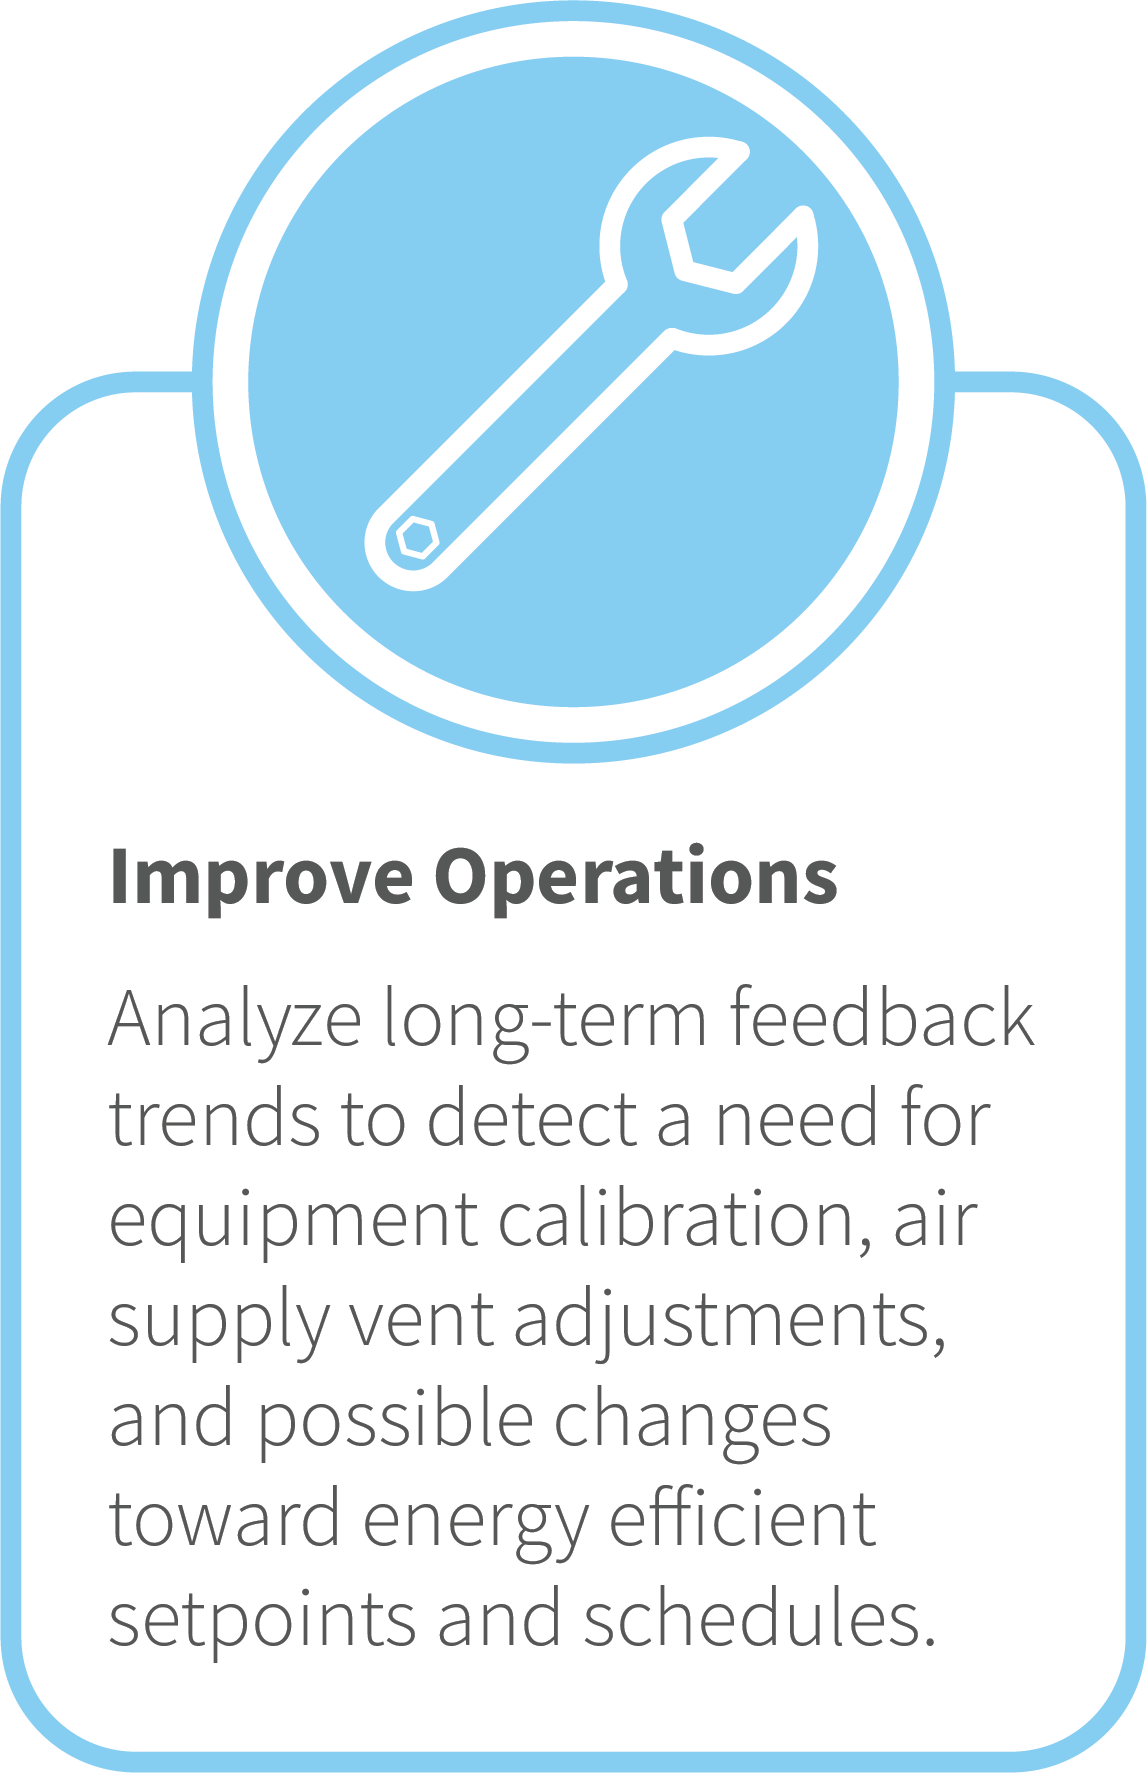 Improve Operations
Analyze long-term feedback
trends to detect a need for
equipment calibration, air
supply vent adjustments,
and possible changes
toward energy efficient
setpoints and schedules.